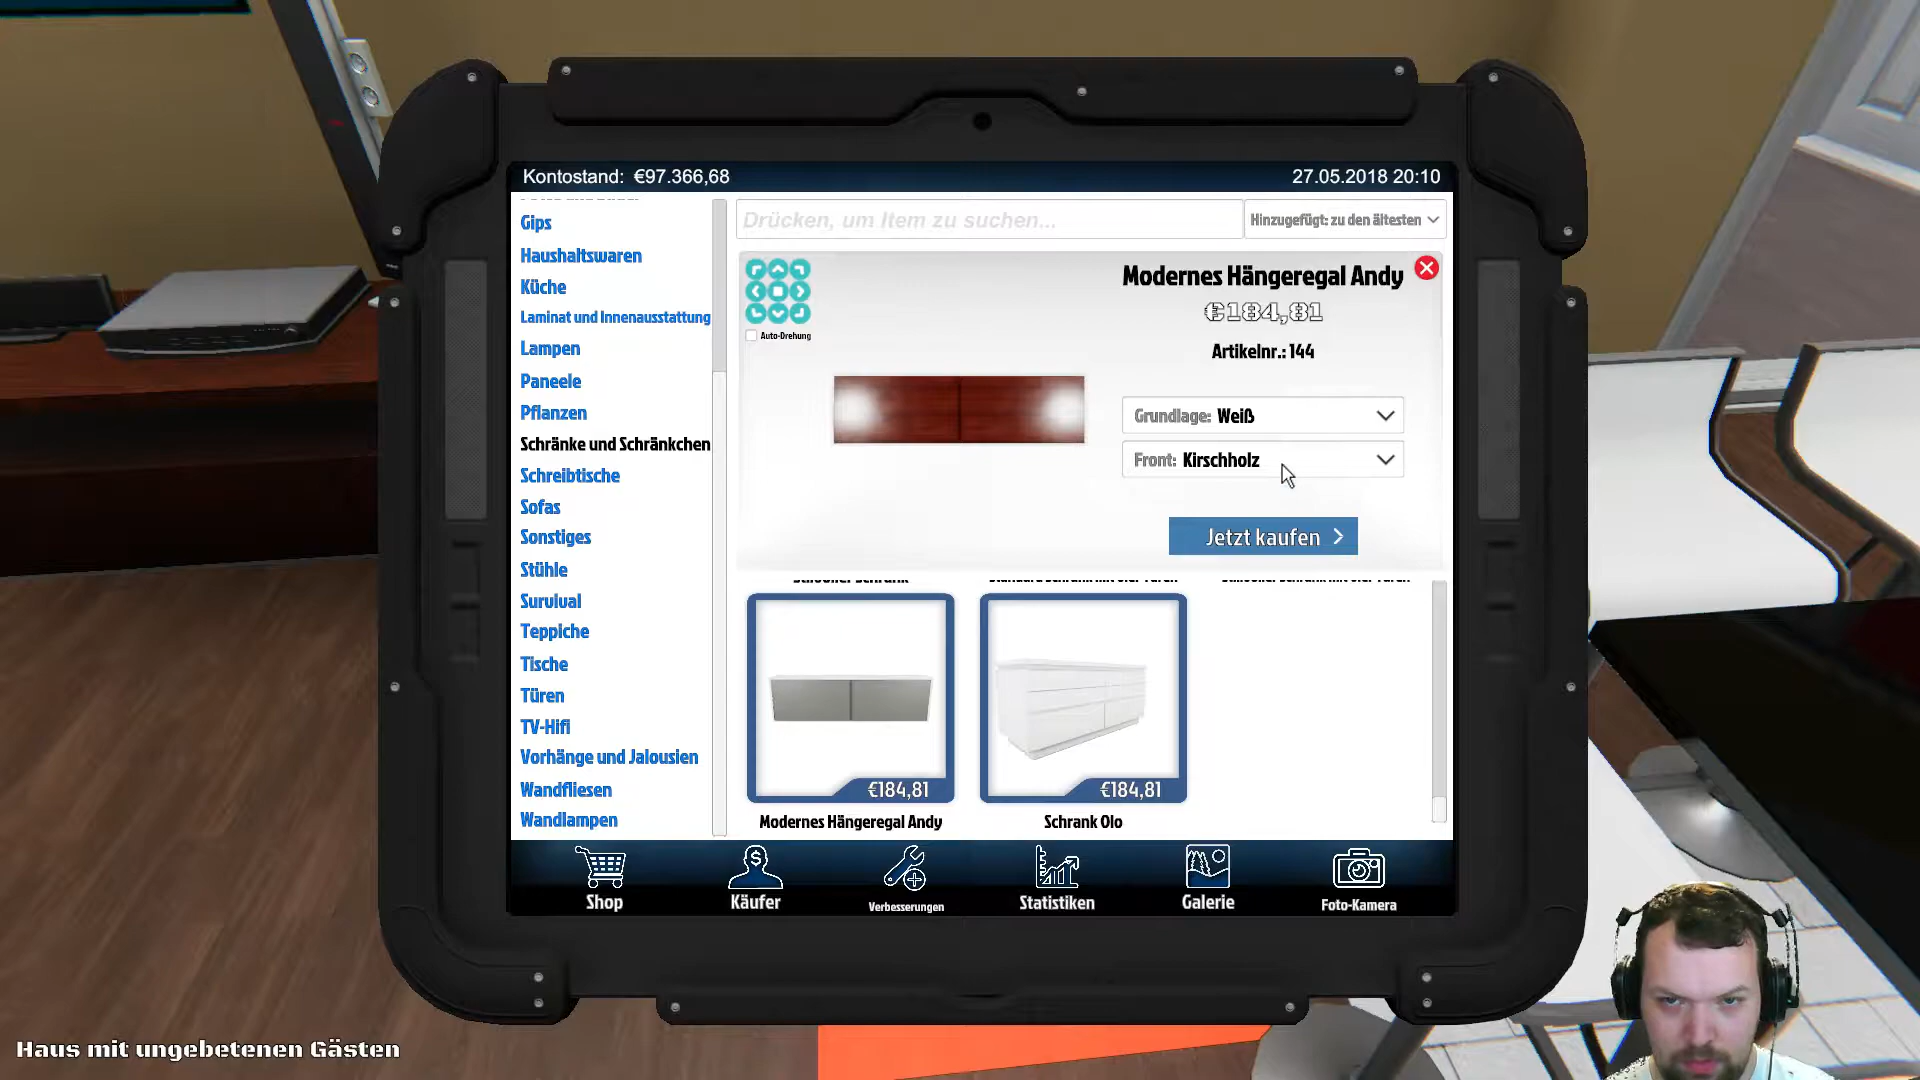 Kontostand: €97.366,68
27.05.2018 20:10
Gips
Haushaltswaren
Küche
Laminat und Innenausstattung
Lampen
Paneele
Pflanzen
Schränke und Schränkchen
Schreibtische
Sofas
Sonstiges
Stühle
Survival
Teppiche
Tische
Türen
TV-Hifi
Vorhänge und Jalousien
Wandfliesen
Wandlampen
Drücken, um Item zu suchen...
Hinzugefügt: zu den ältesten
Auto-Drehung
Modernes Hängeregal Andy
€184,81
Artikelnr.: 144
Grundlage: Weiß
Front: Kirschholz
Jetzt kaufen
€184,81
Modernes Hängeregal Andy
€184,81
Schrank Olo
Shop
Käufer
Verbesserungen
Statistiken
Galerie
Foto-Kamera
Haus mit ungebetenen Gästen